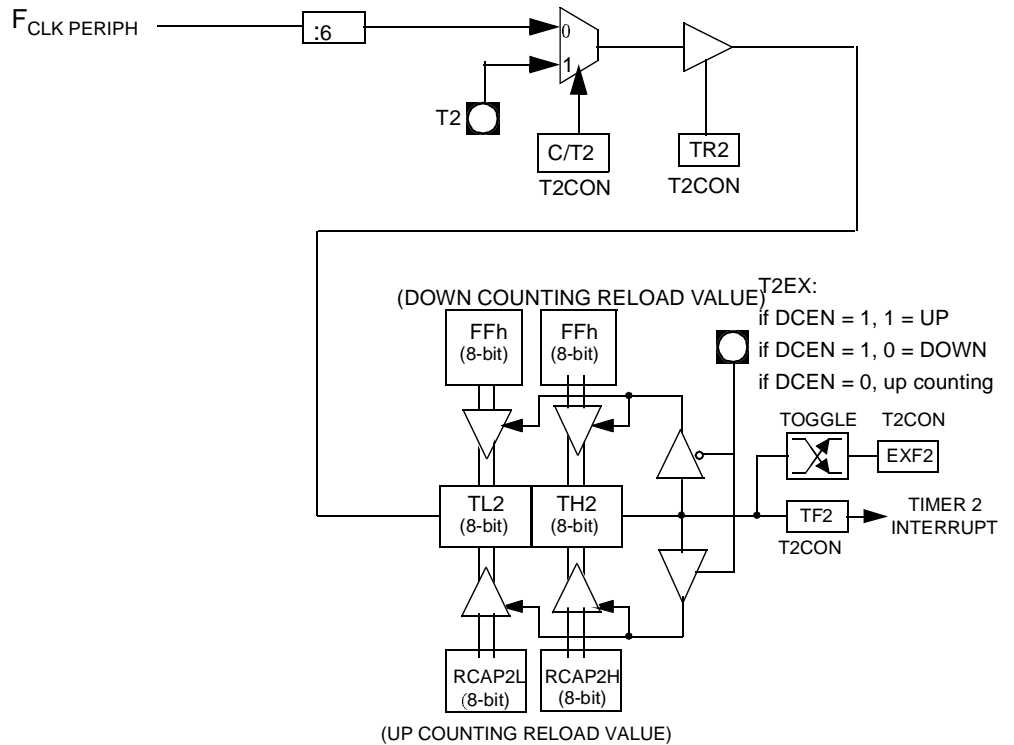 FCLK PERIPH
:6
0
1
T2
C/T2
TR2
T2CON
T2CON
T2EX:
(DOWN COUNTING RELOAD VALUE)
if DCEN = 1, 1 = UP
FFh
(8-bit)
FFh
(8-bit)
if DCEN = 1, 0 = DOWN
if DCEN = 0, up counting
TOGGLE
T2CON
EXF2
TL2
(8-bit)
TH2
(8-bit)
TF2
TIMER 2
INTERRUPT
T2CON
RCAP2L
(8-bit)
RCAP2H
(8-bit)
(UP COUNTING RELOAD VALUE)